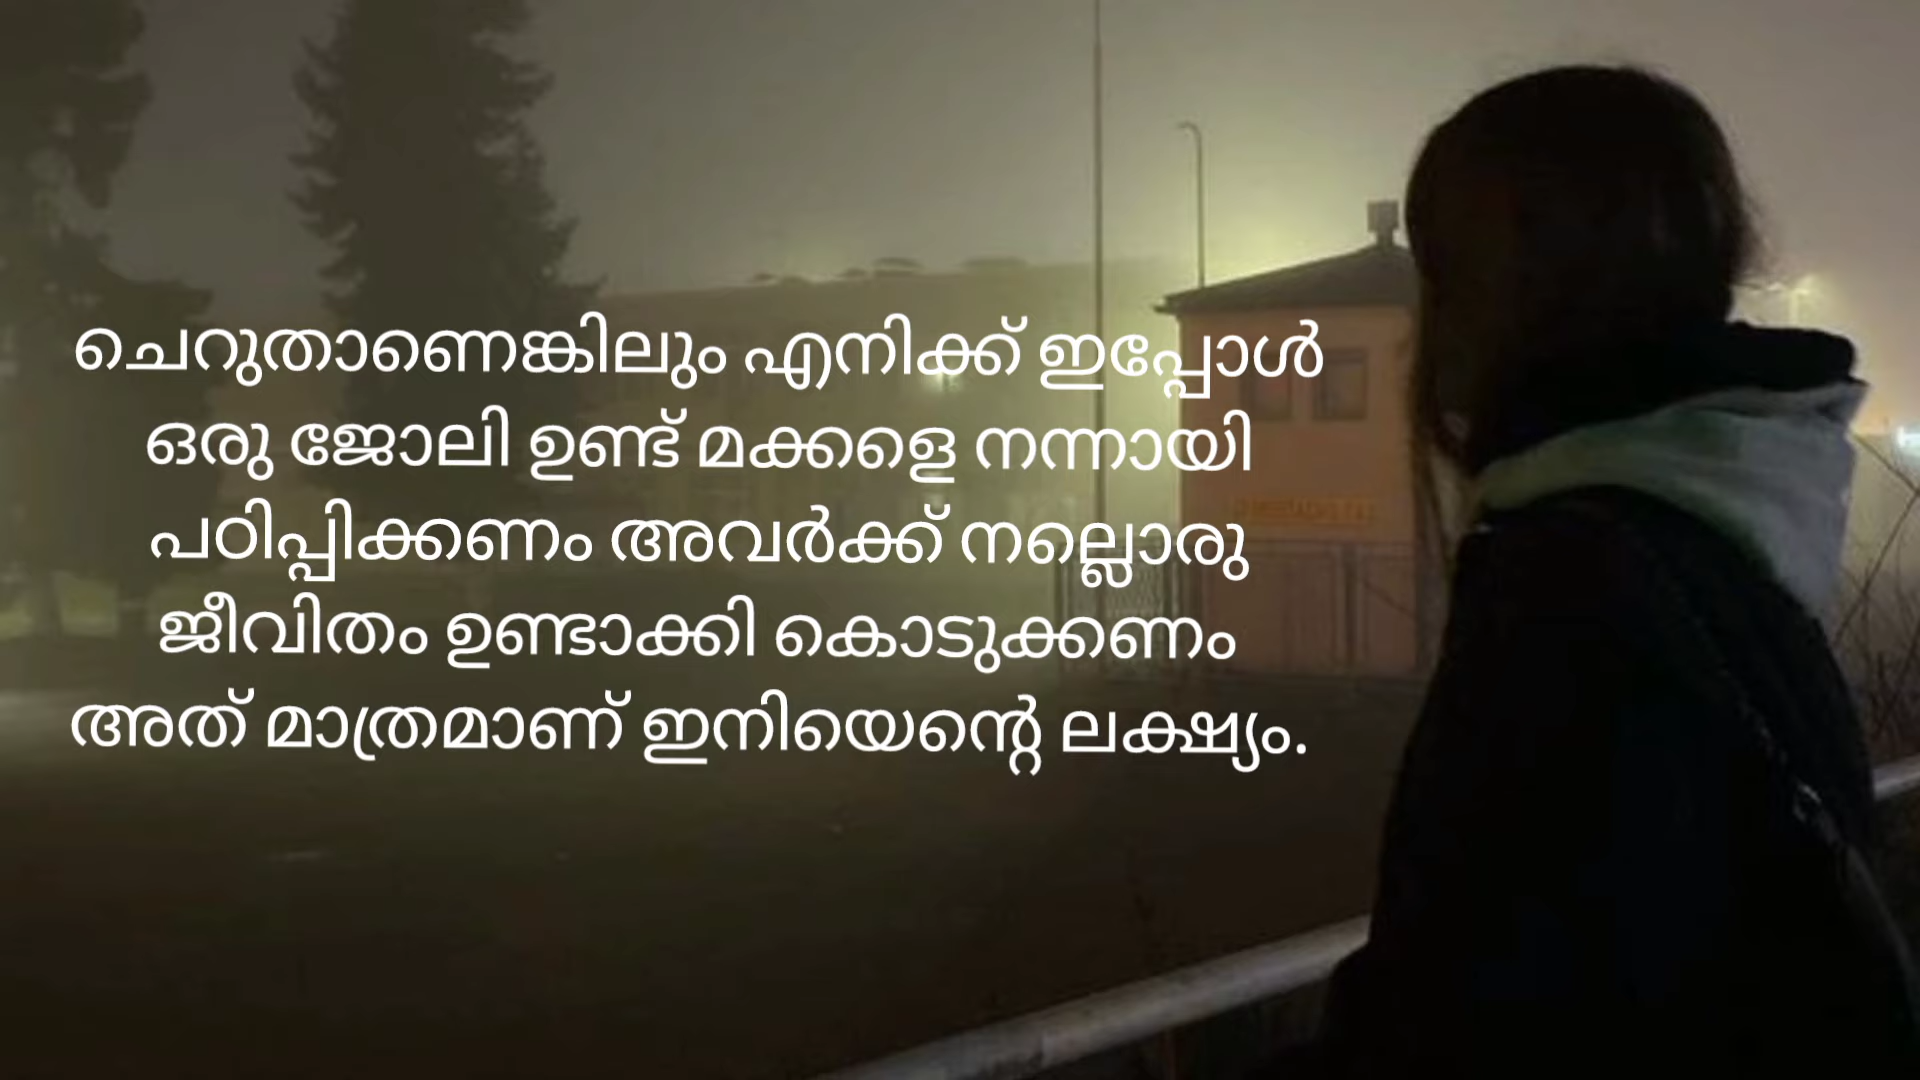 ചെറുതാണെങ്കിലും എനിക്ക് ഇപ്പോൾ
ഒരു ജോലി ഉണ്ട് മക്കളെ നന്നായി
പഠിപ്പിക്കണം അവർക്ക് നല്ലൊരു
ജീവിതം ഉണ്ടാക്കി കൊടുക്കണം
അത് മാത്രമാണ് ഇനിയെന്റെ ലക്ഷ്യം.